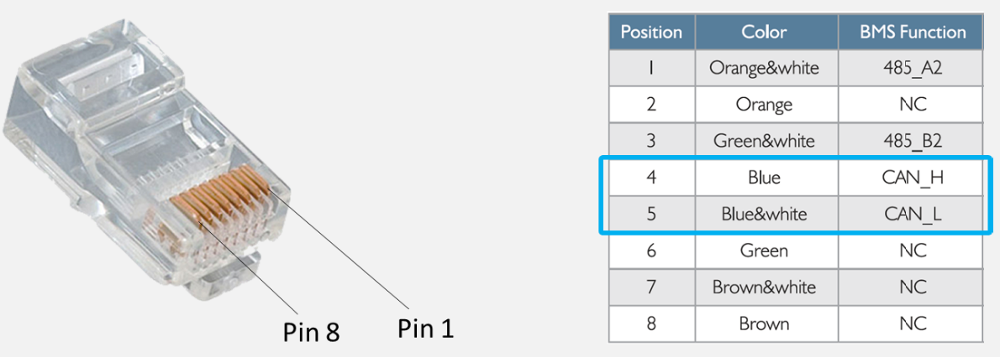 Position Color BMS Function
1 Orange&white 485_A2
2 Orange NC
3 Green&white 485_B2
4 Blue CAN_H
5 Blue&white CAN_L
6 Green NC
7 Brown&white NC
8 Brown NC
Pin 8 Pin 1